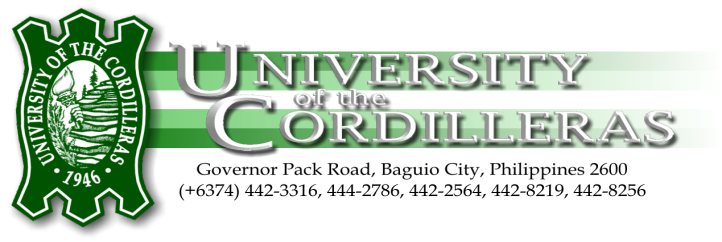 UNIVERSITY OF THE CORDILLERAS
• 1946 •
UNIVERSITY
of the
CORDILLERAS
Governor Pack Road, Baguio City, Philippines 2600
(+6374) 442-3316, 444-2786, 442-2564, 442-8219, 442-8256